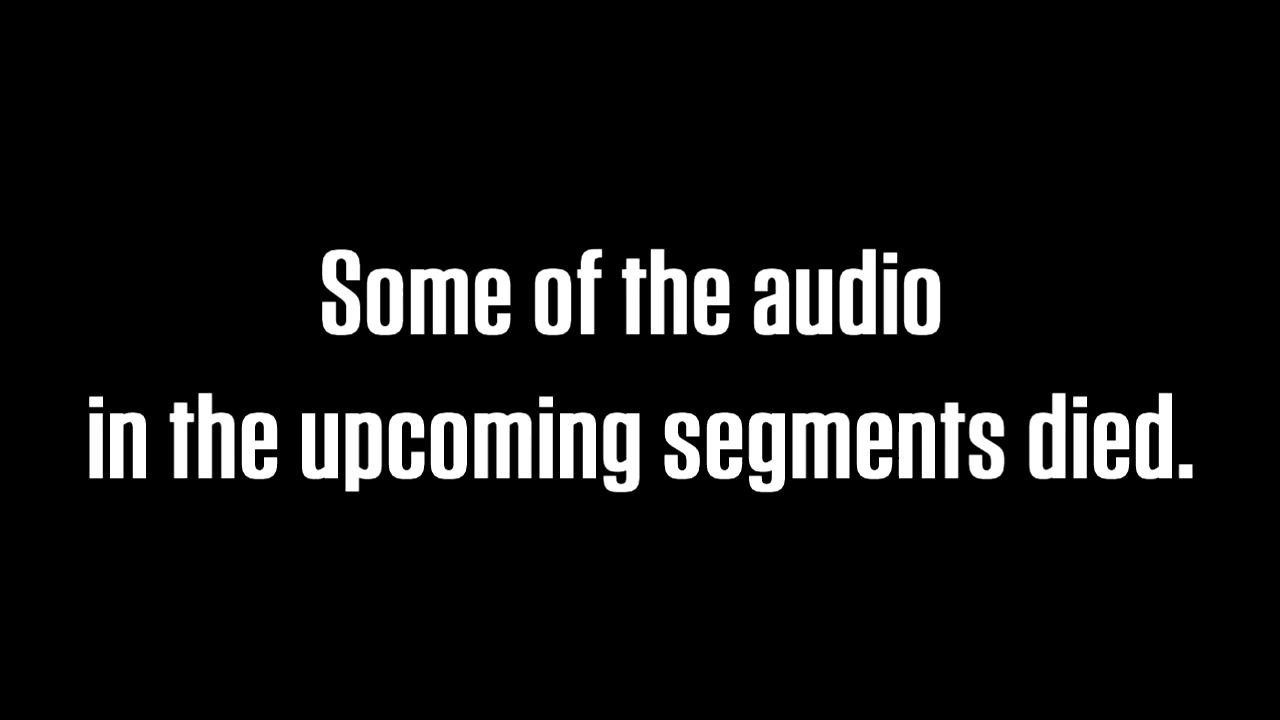 Some of the audio
in the upcoming segments died.